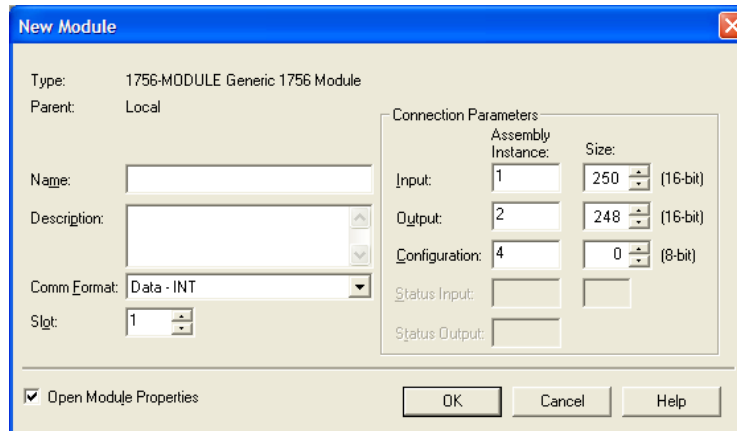 New Module
Type: 1756-MODULE Generic 1756 Module
Parent: Local
Connection Parameters
Assembly Instance: Size:
Name:
Input: 1 250 (16-bit)
Description:
Output: 2 248 (16-bit)
Configuration: 4 0 (8-bit)
Comm Format: Data - INT
Status Input:
Slot: 1
Status Output:
Open Module Properties
OK Cancel Help